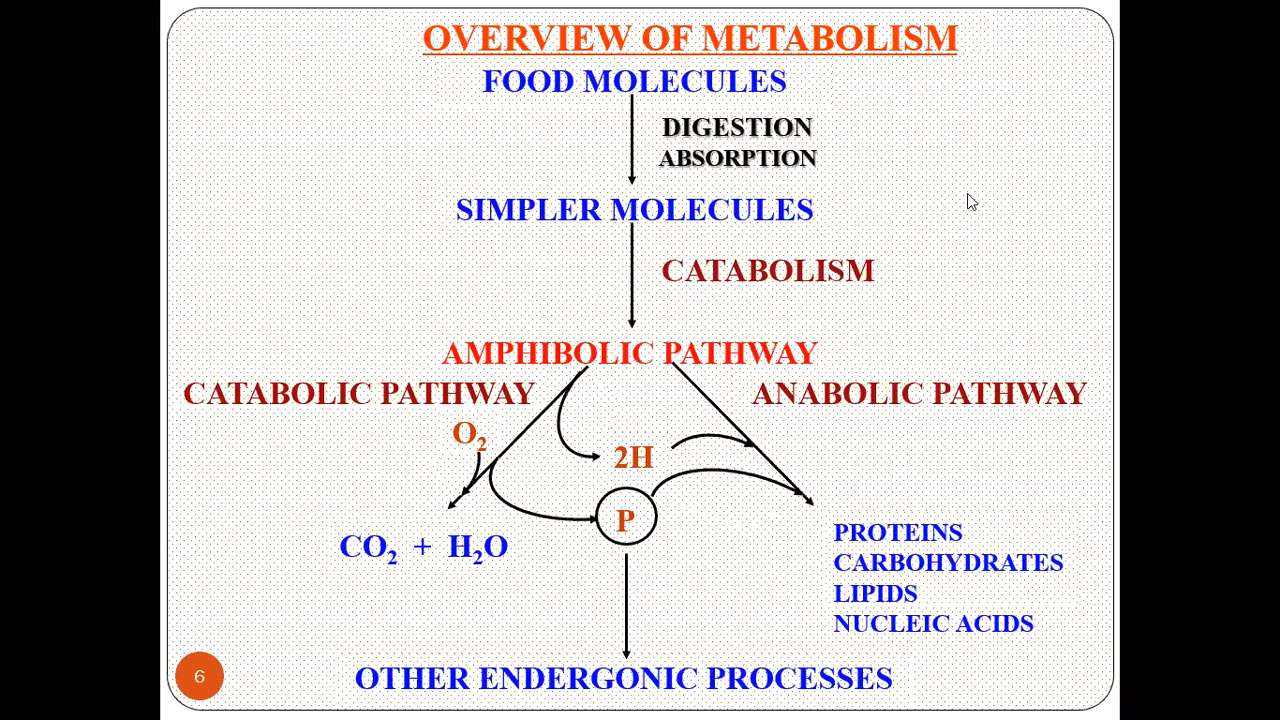 OVERVIEW OF METABOLISM
FOOD MOLECULES
DIGESTION
ABSORPTION
SIMPLER MOLECULES
CATABOLISM
AMPHIBOLIC PATHWAY
CATABOLIC PATHWAY
ANABOLIC PATHWAY
O₂
2H
P
CO₂ + H₂O
PROTEINS
CARBOHYDRATES
LIPIDS
NUCLEIC ACIDS
OTHER ENDERGONIC PROCESSES
6